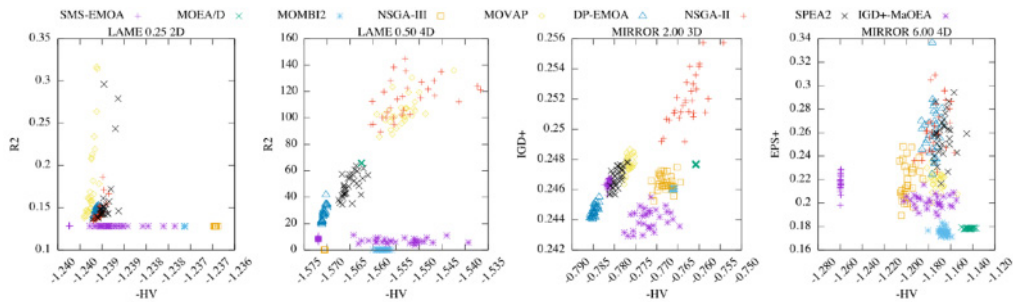 SMS-EMOA MOEA/D MOMBI2 NSGA-III MOVAP DP-EMOA NSGA-II SPEA2 IGD+-MaOEA
LAME 0.25 2D
0.35
0.3
0.25
0.2
0.15
0.1
R2
-1.240 -1.240 -1.239 -1.239 -1.238 -1.238 -1.237 -1.237 -1.236
-HV
LAME 0.50 4D
160
140
120
100
80
60
40
20
0
R2
-1.575 -1.570 -1.565 -1.560 -1.555 -1.550 -1.545 -1.540 -1.535
-HV
MIRROR 2.00 3D
0.256
0.254
0.252
0.25
0.248
0.246
0.244
0.242
IGD+
-0.790 -0.785 -0.780 -0.775 -0.770 -0.765 -0.760 -0.755 -0.750
-HV
MIRROR 6.00 4D
0.34
0.32
0.3
0.28
0.26
0.24
0.22
0.2
0.18
0.16
EPS+
-1.280 -1.260 -1.240 -1.220 -1.200 -1.180 -1.160 -1.140 -1.120
-HV